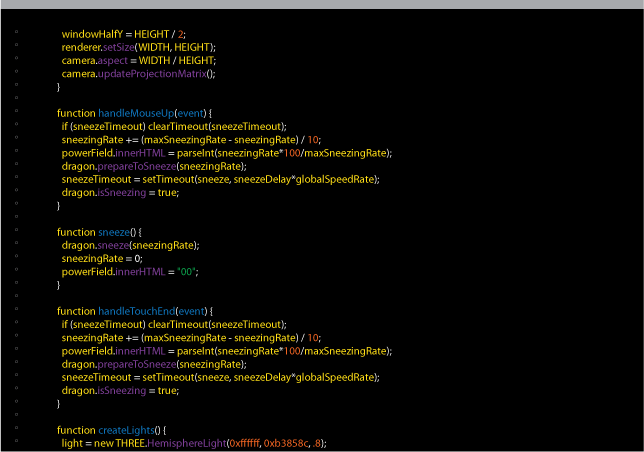 windowHalfY = HEIGHT / 2;
renderer.setSize(WIDTH, HEIGHT);
camera.aspect = WIDTH / HEIGHT;
camera.updateProjectionMatrix();
}
function handleMouseUp(event) {
if (sneezeTimeout) clearTimeout(sneezeTimeout);
sneezingRate += (maxSneezingRate - sneezingRate) / 10;
powerField.innerHTML = parseInt(sneezingRate*100/maxSneezingRate);
dragon.prepareToSneeze(sneezingRate);
sneezeTimeout = setTimeout(sneeze, sneezeDelay*globalSpeedRate);
dragon.isSneezing = true;
}
function sneeze() {
dragon.sneeze(sneezingRate);
sneezingRate = 0;
powerField.innerHTML = "00";
}
function handleTouchEnd(event) {
if (sneezeTimeout) clearTimeout(sneezeTimeout);
sneezingRate += (maxSneezingRate - sneezingRate) / 10;
powerField.innerHTML = parseInt(sneezingRate*100/maxSneezingRate);
dragon.prepareToSneeze(sneezingRate);
sneezeTimeout = setTimeout(sneeze, sneezeDelay*globalSpeedRate);
dragon.isSneezing = true;
}
function createLights() {
light = new THREE.HemisphereLight(0xffffff, 0xb3858c, .8);